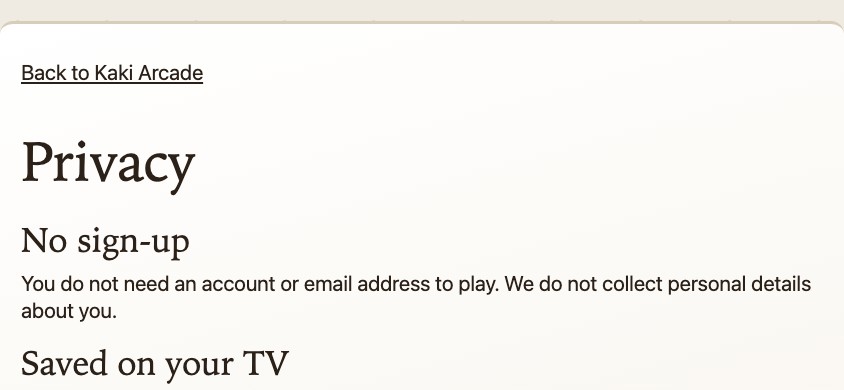 Back to Kaki Arcade
Privacy
No sign-up
You do not need an account or email address to play. We do not collect personal details
about you.
Saved on your TV